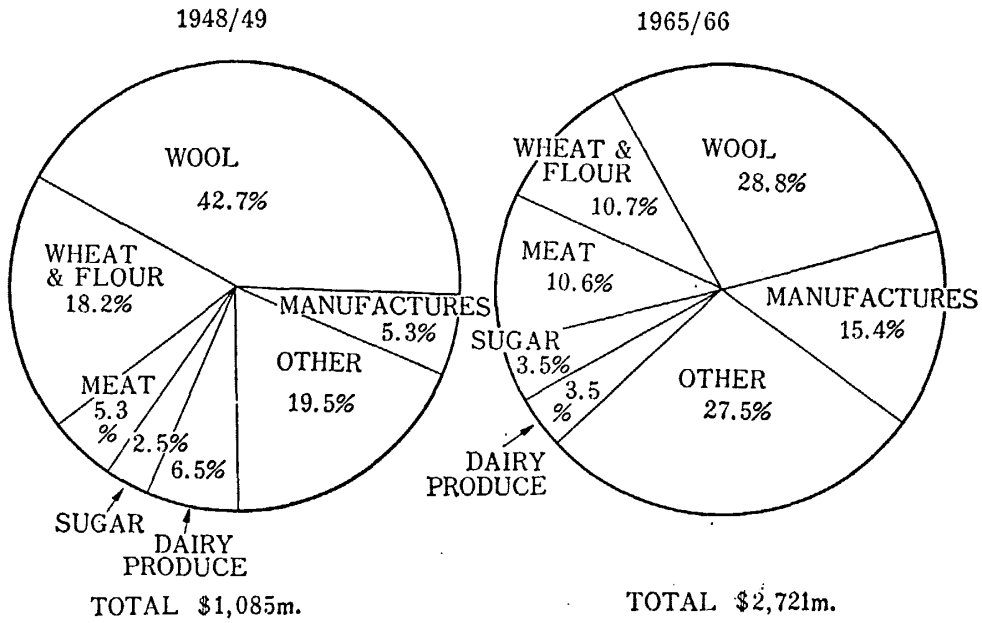 1948/49
WOOL
42.7%
WHEAT
& FLOUR
18.2%
MANUFACTURES
5.3%
OTHER
19.5%
MEAT
5.3
%
2.5%
6.5%
SUGAR
DAIRY
PRODUCE
TOTAL $1,085m.
1965/66
WHEAT &
FLOUR
10.7%
WOOL
28.8%
MEAT
10.6%
MANUFACTURES
15.4%
SUGAR
3.5%
3.5
%
OTHER
27.5%
DAIRY
PRODUCE
TOTAL $2,721m.